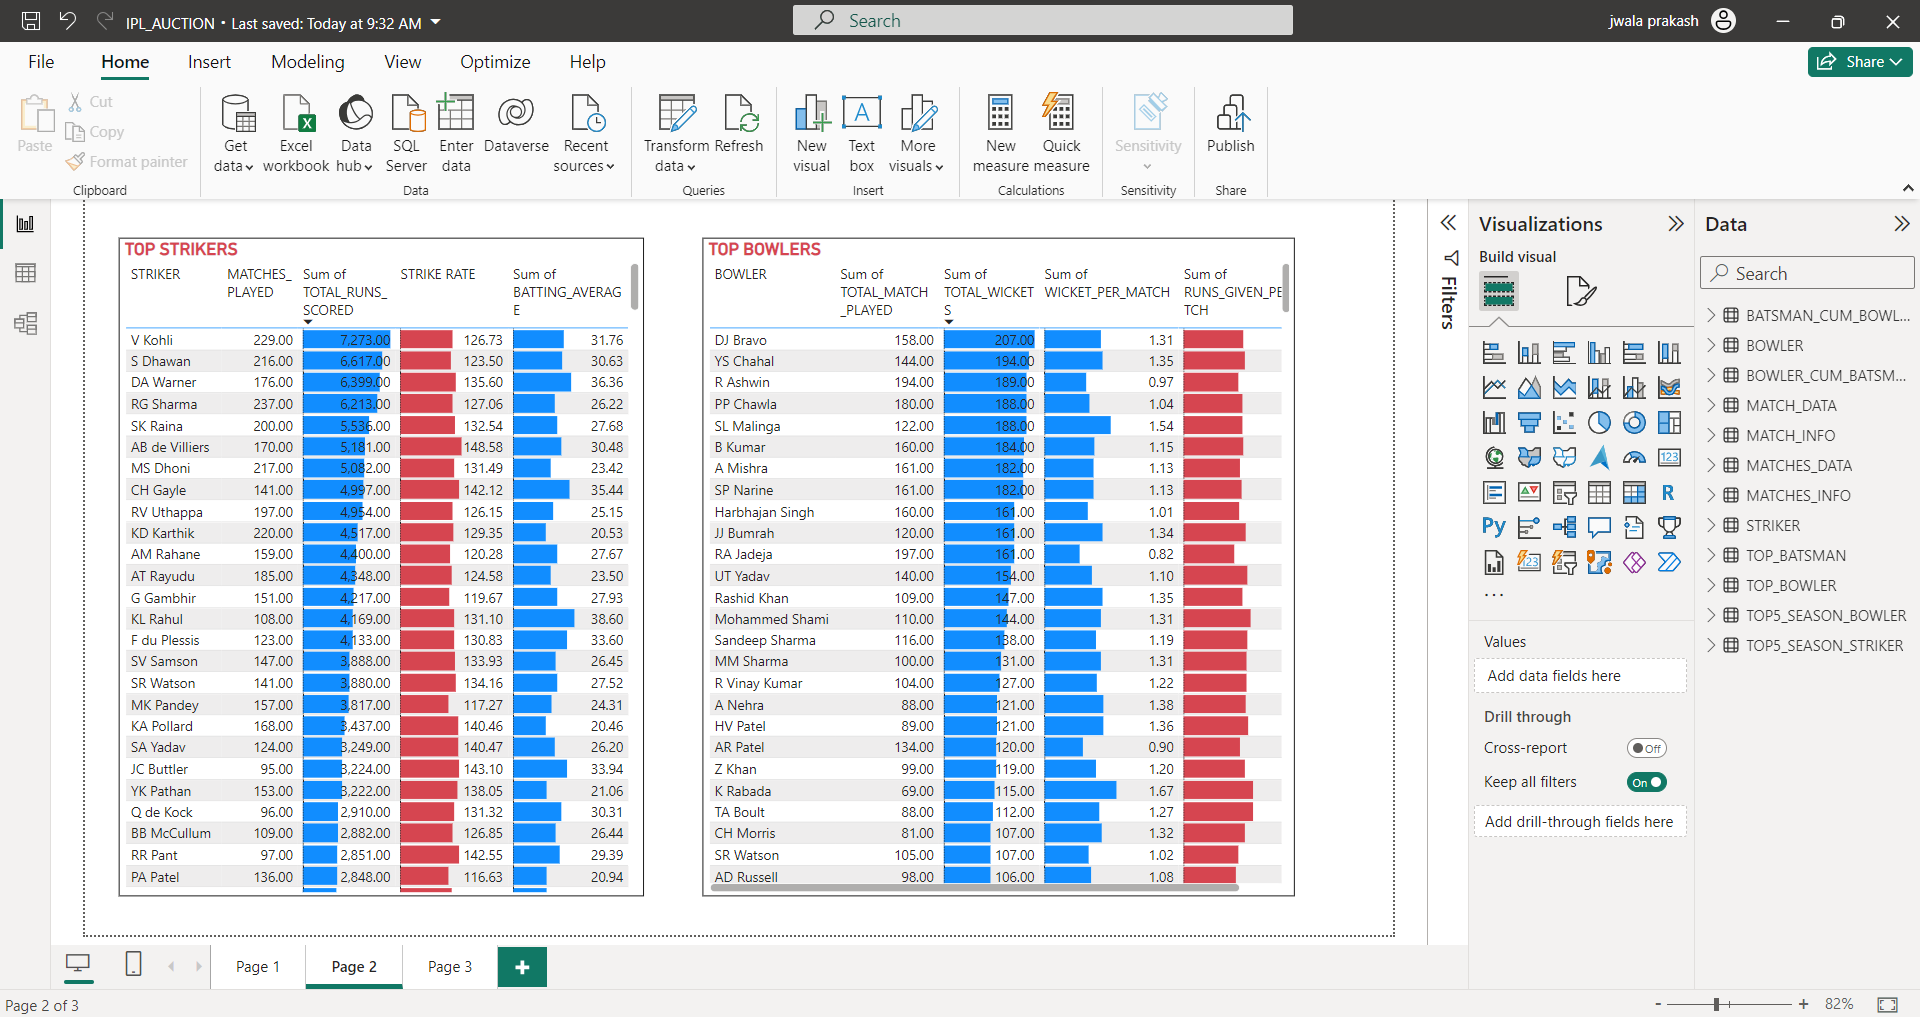 IPL_AUCTION • Last saved: Today at 9:32 AM
Search
jwala prakash
File Home Insert Modeling View Optimize Help
Share
Paste
Cut
Copy
Format painter
Clipboard
Get data
Excel workbook
Data hub
SQL Server
Enter data
Dataverse
Recent sources
Data
Transform data
Refresh
Queries
New visual
Text box
More visuals
Insert
New measure
Quick measure
Calculations
Sensitivity
Sensitivity
Publish
Share
TOP STRIKERS
STRIKER MATCHES_PLAYED Sum of TOTAL_RUNS_SCORED STRIKE RATE Sum of BATTING_AVERAGE
V Kohli 229.00 7,273.00 126.73 31.76
S Dhawan 216.00 6,617.00 123.50 30.63
DA Warner 176.00 6,399.00 135.60 36.36
RG Sharma 237.00 6,213.00 127.06 26.22
SK Raina 200.00 5,536.00 132.54 27.68
AB de Villiers 170.00 5,181.00 148.58 30.48
MS Dhoni 217.00 5,082.00 131.49 23.42
CH Gayle 141.00 4,997.00 142.12 35.44
RV Uthappa 197.00 4,954.00 126.15 25.15
KD Karthik 220.00 4,517.00 129.35 20.53
AM Rahane 159.00 4,400.00 120.28 27.67
AT Rayudu 185.00 4,348.00 124.58 23.50
G Gambhir 151.00 4,217.00 119.67 27.93
KL Rahul 108.00 4,169.00 131.10 38.60
F du Plessis 123.00 4,133.00 130.83 33.60
SV Samson 147.00 3,888.00 133.93 26.45
SR Watson 141.00 3,880.00 134.16 27.52
MK Pandey 157.00 3,817.00 117.27 24.31
KA Pollard 168.00 3,437.00 140.46 20.46
SA Yadav 124.00 3,249.00 140.47 26.20
JC Buttler 95.00 3,224.00 143.10 33.94
YK Pathan 153.00 3,222.00 138.05 21.06
Q de Kock 96.00 2,910.00 131.32 30.31
BB McCullum 109.00 2,882.00 126.85 26.44
RR Pant 97.00 2,851.00 142.55 29.39
PA Patel 136.00 2,848.00 116.63 20.94
TOP BOWLERS
BOWLER Sum of TOTAL_MATCH_PLAYED Sum of TOTAL_WICKETS Sum of WICKET_PER_MATCH Sum of RUNS_GIVEN_PE TCH
DJ Bravo 158.00 207.00 1.31
YS Chahal 144.00 194.00 1.35
R Ashwin 194.00 189.00 0.97
PP Chawla 180.00 188.00 1.04
SL Malinga 122.00 188.00 1.54
B Kumar 160.00 184.00 1.15
A Mishra 161.00 182.00 1.13
SP Narine 161.00 182.00 1.13
Harbhajan Singh 160.00 161.00 1.01
JJ Bumrah 120.00 161.00 1.34
RA Jadeja 197.00 161.00 0.82
UT Yadav 140.00 154.00 1.10
Rashid Khan 109.00 147.00 1.35
Mohammed Shami 110.00 144.00 1.31
Sandeep Sharma 116.00 138.00 1.19
MM Sharma 100.00 131.00 1.31
R Vinay Kumar 104.00 127.00 1.22
A Nehra 88.00 121.00 1.38
HV Patel 89.00 121.00 1.36
AR Patel 134.00 120.00 0.90
Z Khan 99.00 119.00 1.20
K Rabada 69.00 115.00 1.67
TA Boult 88.00 112.00 1.27
CH Morris 81.00 107.00 1.32
SR Watson 105.00 107.00 1.02
AD Russell 98.00 106.00 1.08
Filters
Visualizations
Build visual
123
R
Py
123
...
Values
Add data fields here
Drill through
Cross-report Off
Keep all filters On
Add drill-through fields here
Data
Search
BATSMAN_CUM_BOWL...
BOWLER
BOWLER_CUM_BATSM...
MATCH_DATA
MATCH_INFO
MATCHES_DATA
MATCHES_INFO
STRIKER
TOP_BATSMAN
TOP_BOWLER
TOP5_SEASON_BOWLER
TOP5_SEASON_STRIKER
Page 1 Page 2 Page 3 +
Page 2 of 3
- + 82%